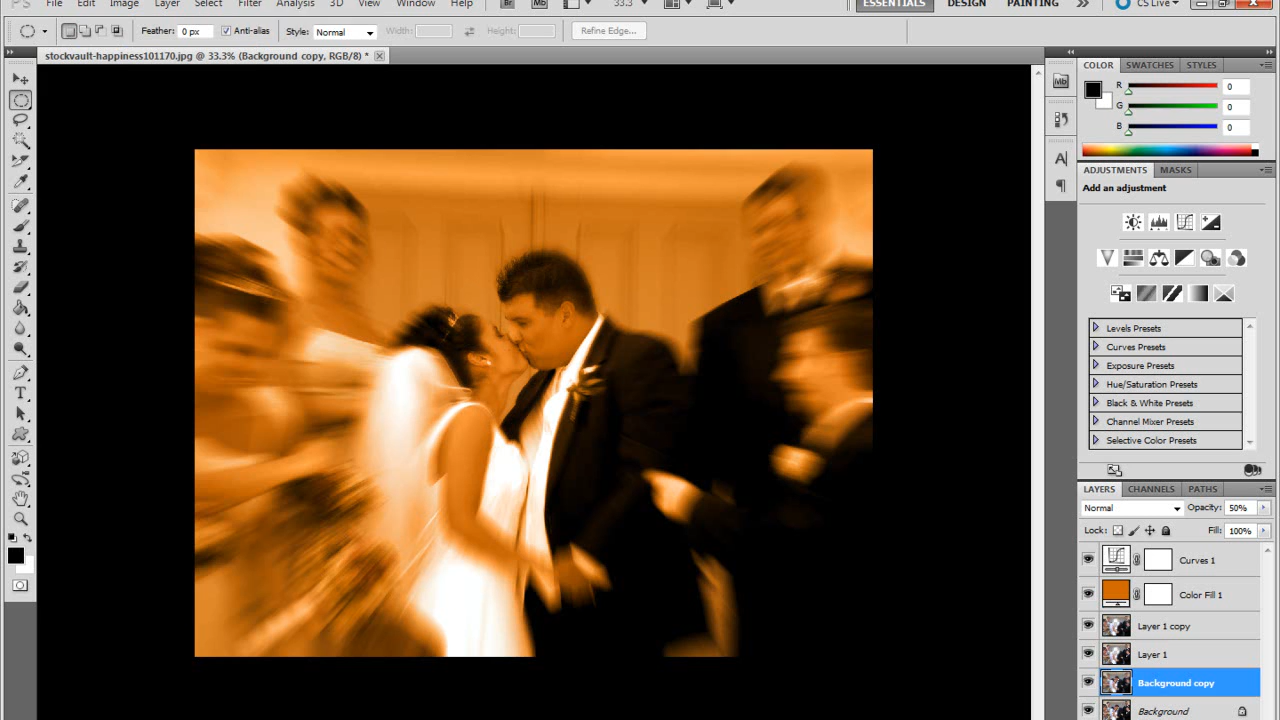 PS File Edit Image Layer Select Filter Analysis 3D View Window Help Br Mb 33.3 ESSENTIALS DESIGN PAINTING CS Live
Feather: 0 px Anti-alias Style: Normal Width: Height: Refine Edge...
stockvault-happiness101170.jpg @ 33.3% (Background copy, RGB/8) *
Mb
COLOR SWATCHES STYLES
R 0
G 0
B 0
A
ADJUSTMENTS MASKS
Add an adjustment
Levels Presets
Curves Presets
Exposure Presets
Hue/Saturation Presets
Black & White Presets
Channel Mixer Presets
Selective Color Presets
T
LAYERS CHANNELS PATHS
Normal Opacity: 50%
Lock: Fill: 100%
Curves 1
Color Fill 1
Layer 1 copy
Layer 1
Background copy
Background